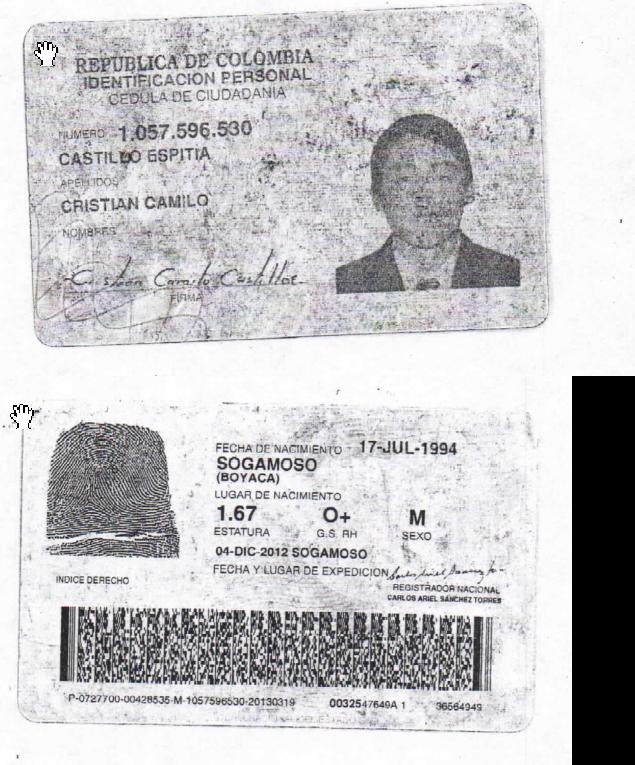 REPUBLICA DE COLOMBIA
IDENTIFICACION PERSONAL
CEDULA DE CIUDADANIA
NUMERO 1.057.596.530
CASTILLO ESPITIA
APELLIDOS
CRISTIAN CAMILO
NOMBRES
Cristian Camilo Castillo E
FIRMA
FECHA DE NACIMIENTO 17-JUL-1994
SOGAMOSO
(BOYACA)
LUGAR DE NACIMIENTO
1.67 O+ M
ESTATURA G.S. RH SEXO
04-DIC-2012 SOGAMOSO
FECHA Y LUGAR DE EXPEDICION
INDICE DERECHO
REGISTRADOR NACIONAL
CARLOS ARIEL SANCHEZ TORRES
P-0727700-00428535-M-1057596530-20130319 0032547649A 1 36564949